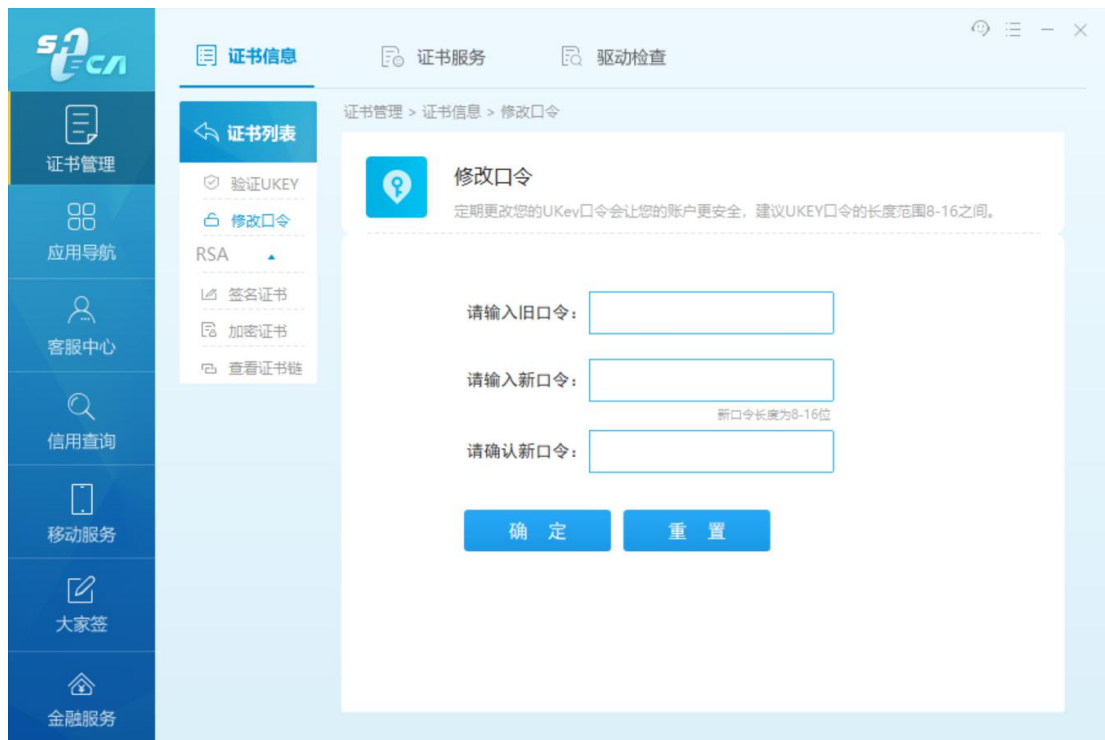 SHECA
证书信息
证书服务
驱动检查
证书管理
应用导航
客服中心
信用查询
移动服务
大家签
金融服务
证书列表
验证UKEY
修改口令
RSA
签名证书
加密证书
查看证书链
证书管理 > 证书信息 > 修改口令
修改口令
定期更改您的UKey口令会让您的账户更安全，建议UKEY口令的长度范围8-16之间。
请输入旧口令：
请输入新口令：
新口令长度为8-16位
请确认新口令：
确 定
重 置